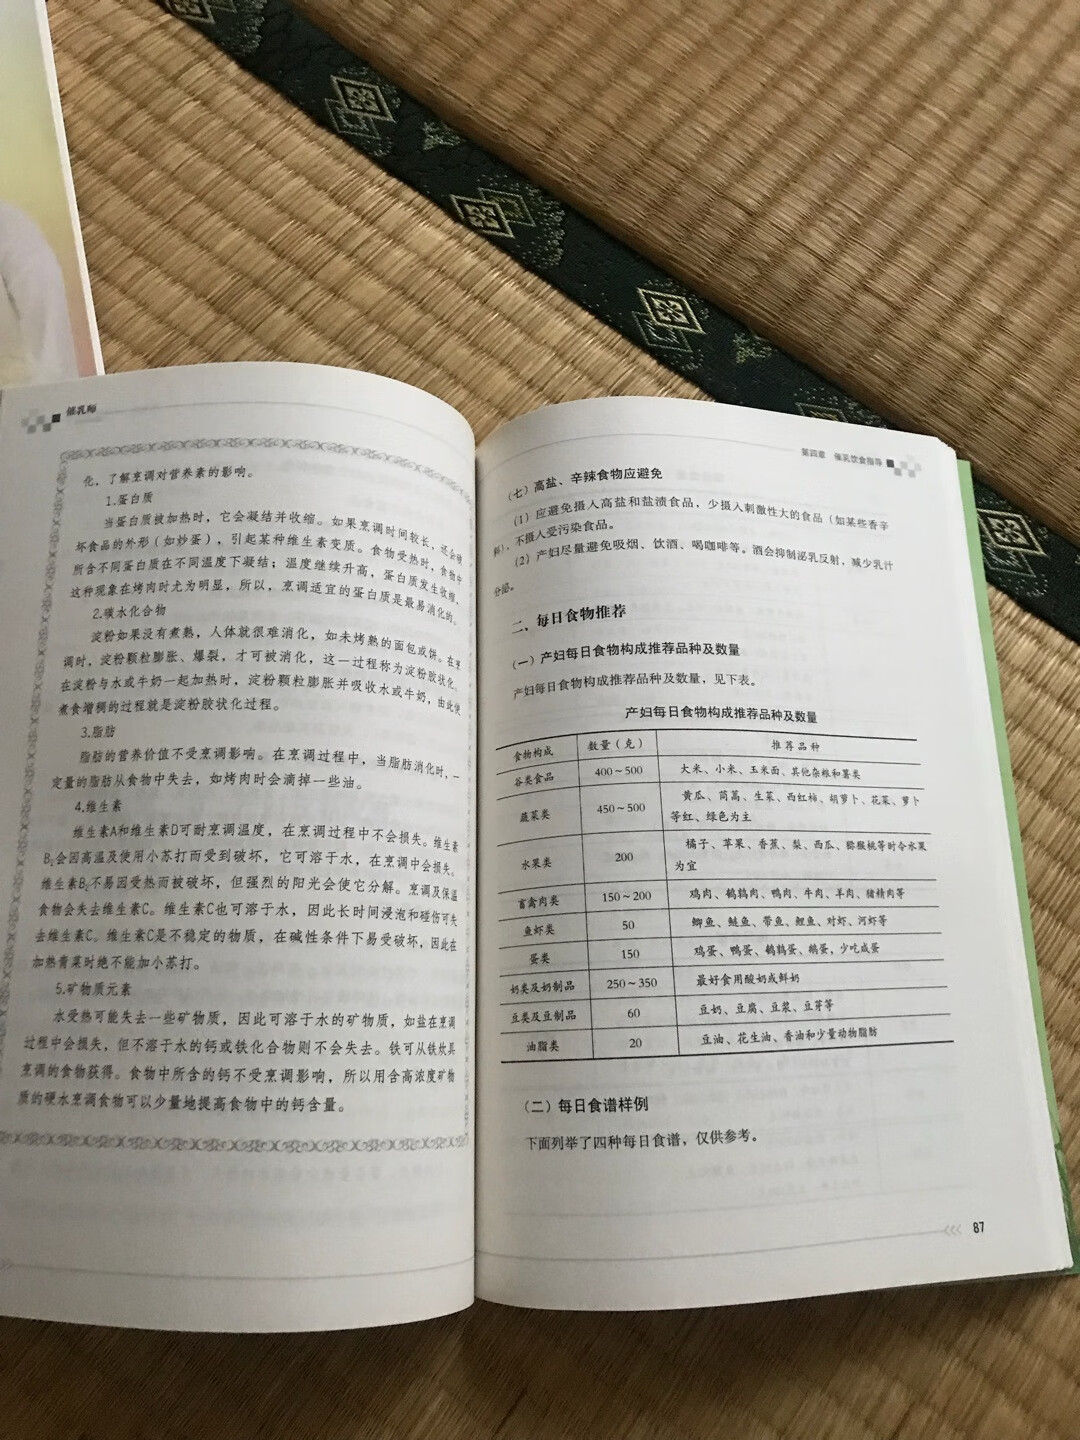 催乳师
化，了解烹调对营养素的影响。
1.蛋白质
当蛋白质被加热时，它会凝结并收缩。如果烹调时间较长，还会
坏食品的外形（如炒蛋），引起某种维生素变质。食物受热时，食物中
所含不同蛋白质在不同温度下凝结；温度继续升高，蛋白质发生收缩，
这种现象在烤肉时尤为明显，所以，烹调适宜的蛋白质是最易消化的。
2.碳水化合物
淀粉如果没有煮熟，人体就很难消化，如未烤熟的面包或饼。在烹
调时，淀粉颗粒膨胀、爆裂，才可被消化，这一过程称为淀粉胶状化。
在淀粉与水或牛奶一起加热时，淀粉颗粒膨胀并吸收水或牛奶，由此使
煮食增稠的过程就是淀粉胶状化过程。
3.脂肪
脂肪的营养价值不受烹调影响。在烹调过程中，当脂肪消化时，一
定量的脂肪从食物中失去，如烤肉时会滴掉一些油。
4.维生素
维生素A和维生素D可耐烹调温度，在烹调过程中不会损失。维生素
B₁会因高温及使用小苏打而受到破坏，它可溶于水，在烹调中会损失。
维生素B₂不易因受热而被破坏，但强烈的阳光会使它分解。烹调及保温
食物会失去维生素C。维生素C也可溶于水，因此长时间浸泡和碰伤可失
去维生素C。维生素C是不稳定的物质，在碱性条件下易受破坏，因此在
加热青菜时绝不能加小苏打。
5.矿物质元素
水受热可能失去一些矿物质，因此可溶于水的矿物质，如盐在烹调
过程中会损失，但不溶于水的钙或铁化合物则不会失去。铁可从铁炊具
烹调的食物获得。食物中所含的钙不受烹调影响，所以用含高浓度矿物
质的硬水烹调食物可以少量地提高食物中的钙含量。
第四章 催乳饮食指导
（七）高盐、辛辣食物应避免
（1）应避免摄入高盐和盐渍食品，少摄入刺激性大的食品（如某些香辛
料），不摄入受污染食品。
（2）产妇尽量避免吸烟、饮酒、喝咖啡等。酒会抑制泌乳反射，减少乳汁
分泌。
二、每日食物推荐
（一）产妇每日食物构成推荐品种及数量
产妇每日食物构成推荐品种及数量，见下表。
产妇每日食物构成推荐品种及数量
食物构成 数量（克） 推荐品种
谷类食品 400～500 大米、小米、玉米面、其他杂粮和薯类
蔬菜类 450～500 黄瓜、茼蒿、生菜、西红柿、胡萝卜、花菜、萝卜
等红、绿色为主
水果类 200 橘子、苹果、香蕉、梨、西瓜、猕猴桃等时令水果
为宜
畜禽肉类 150～200 鸡肉、鹌鹑肉、鸭肉、牛肉、羊肉、猪精肉等
鱼虾类 50 鲫鱼、鲢鱼、带鱼、鲤鱼、对虾、河虾等
蛋类 150 鸡蛋、鸭蛋、鹌鹑蛋、鹅蛋，少吃咸蛋
奶类及奶制品 250～350 最好食用酸奶或鲜奶
豆类及豆制品 60 豆奶、豆腐、豆浆、豆芽等
油脂类 20 豆油、花生油、香油和少量动物脂肪
（二）每日食谱样例
下面列举了四种每日食谱，仅供参考。
87